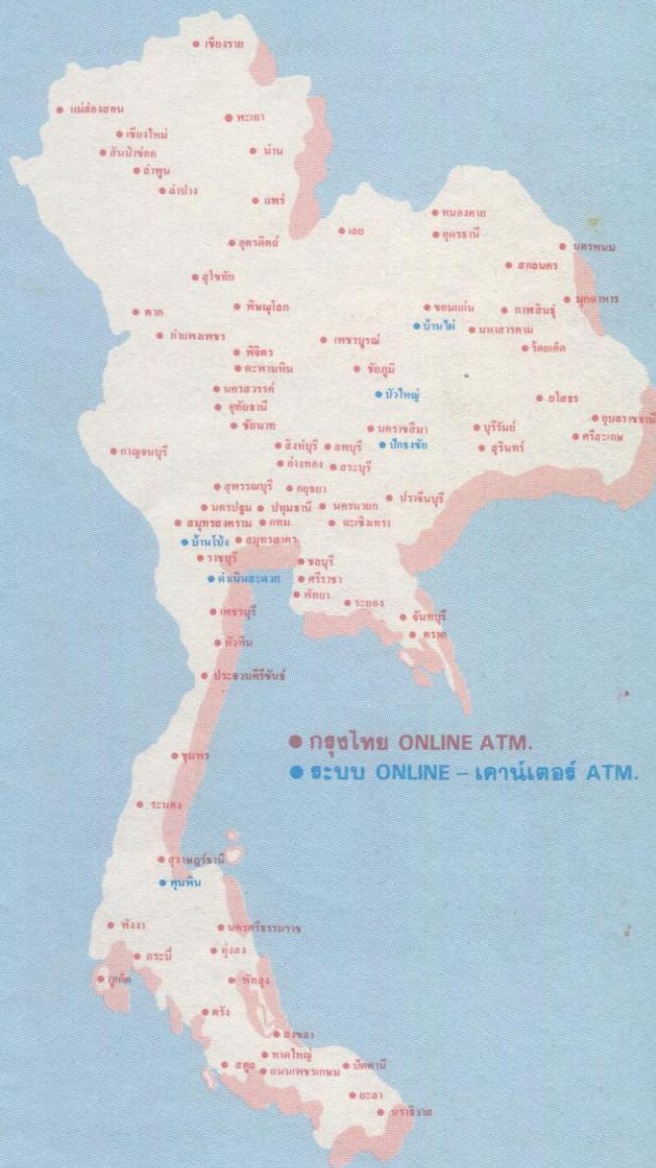 เชียงราย
แม่ฮ่องสอน
พะเยา
เชียงใหม่
สันป่าข่อย
น่าน
ลำพูน
ลำปาง
แพร่
หนองคาย
เลย
อุดรธานี
อุตรดิตถ์
นครพนม
สกลนคร
สุโขทัย
มุกดาหาร
ตาก
พิษณุโลก
ขอนแก่น
กาฬสินธุ์
บ้านไผ่
มหาสารคาม
กำแพงเพชร
เพชรบูรณ์
ร้อยเอ็ด
พิจิตร
ตะพานหิน
ชัยภูมิ
นครสวรรค์
บัวใหญ่
ยโสธร
อุทัยธานี
อุบลราชธานี
ชัยนาท
นครราชสีมา
บุรีรัมย์
ศรีสะเกษ
กาญจนบุรี
สิงห์บุรี
ลพบุรี
ปักธงชัย
สุรินทร์
อ่างทอง
สระบุรี
สุพรรณบุรี
อยุธยา
ปราจีนบุรี
นครปฐม
ปทุมธานี
นครนายก
สมุทรสงคราม
กทม.
ฉะเชิงเทรา
บ้านโป่ง
สมุทรสาคร
ราชบุรี
ชลบุรี
ดำเนินสะดวก
ศรีราชา
พัทยา
ระยอง
เพชรบุรี
จันทบุรี
ตราด
หัวหิน
ประจวบคีรีขันธ์
กรุงไทย ONLINE ATM.
ระบบ ONLINE – เคาน์เตอร์ ATM.
ชุมพร
ระนอง
สุราษฎร์ธานี
พุนพิน
พังงา
นครศรีธรรมราช
ทุ่งสง
กระบี่
ภูเก็ต
พัทลุง
ตรัง
สงขลา
หาดใหญ่
สตูล
ถนนเพชรเกษม
ปัตตานี
ยะลา
นราธิวาส